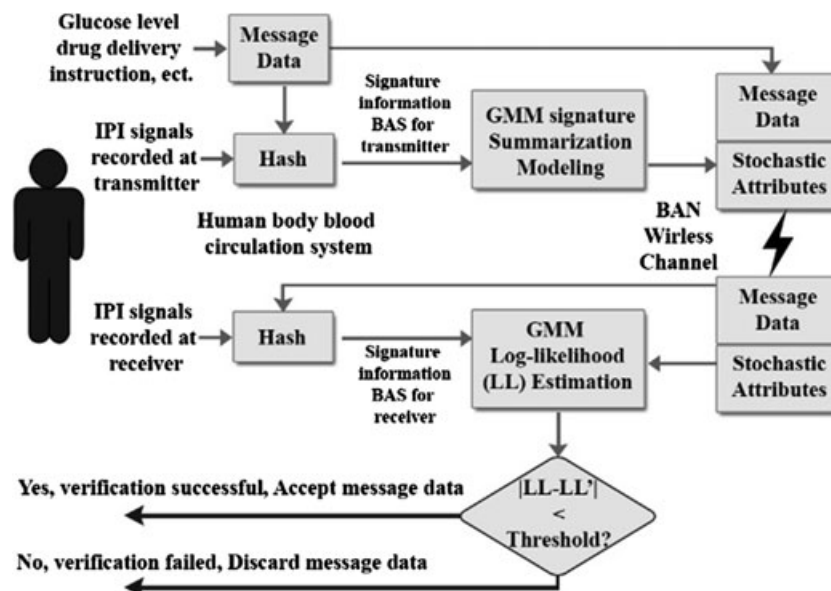 Glucose level
drug delivery
instruction, ect.
Message
Data
Signature
information
BAS for
transmitter
IPI signals
recorded at
transmitter
Hash
GMM signature
Summarization
Modeling
Message
Data
Stochastic
Attributes
Human body blood
circulation system
BAN
Wirless
Channel
IPI signals
recorded at
receiver
Hash
Signature
information
BAS for
receiver
GMM
Log-likelihood
(LL) Estimation
Message
Data
Stochastic
Attributes
|LL-LL'|
<
Threshold?
Yes, verification successful, Accept message data
No, verification failed, Discard message data